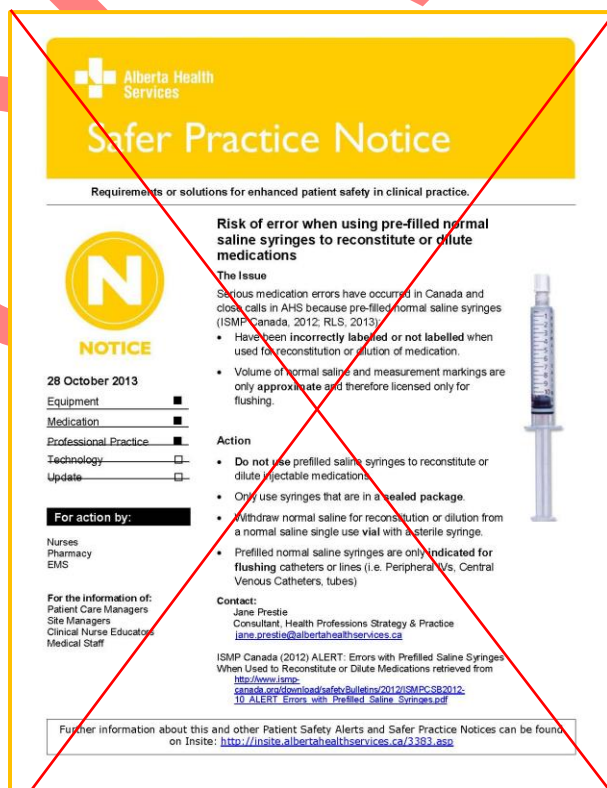 Alberta Health
Services
Safer Practice Notice
Requirements or solutions for enhanced patient safety in clinical practice.
N
NOTICE
28 October 2013
Equipment ■
Medication ■
Professional Practice ■
Technology □
Update □
For action by:
Nurses
Pharmacy
EMS
For the information of:
Patient Care Managers
Site Managers
Clinical Nurse Educators
Medical Staff
Risk of error when using pre-filled normal
saline syringes to reconstitute or dilute
medications
The Issue
Serious medication errors have occurred in Canada and
close calls in AHS because pre-filled normal saline syringes
(ISMP Canada, 2012; RLS, 2013):
• Have been incorrectly labelled or not labelled when
used for reconstitution or dilution of medication.
• Volume of normal saline and measurement markings are
only approximate and therefore licensed only for
flushing.
Action
• Do not use prefilled saline syringes to reconstitute or
dilute injectable medications.
• Only use syringes that are in a sealed package.
• Withdraw normal saline for reconstitution or dilution from
a normal saline single use vial with a sterile syringe.
• Prefilled normal saline syringes are only indicated for
flushing catheters or lines (i.e. Peripheral IVs, Central
Venous Catheters, tubes)
Contact:
Jane Prestie
Consultant, Health Professions Strategy & Practice
jane.prestie@albertahealthservices.ca
ISMP Canada (2012) ALERT: Errors with Prefilled Saline Syringes
When Used to Reconstitute or Dilute Medications retrieved from
http://www.ismp-
canada.org/download/safetyBulletins/2012/ISMPCSB2012-
10_ALERT_Errors_with_Prefilled_Saline_Syringes.pdf
Further information about this and other Patient Safety Alerts and Safer Practice Notices can be found
on Insite: http://insite.albertahealthservices.ca/3383.asp